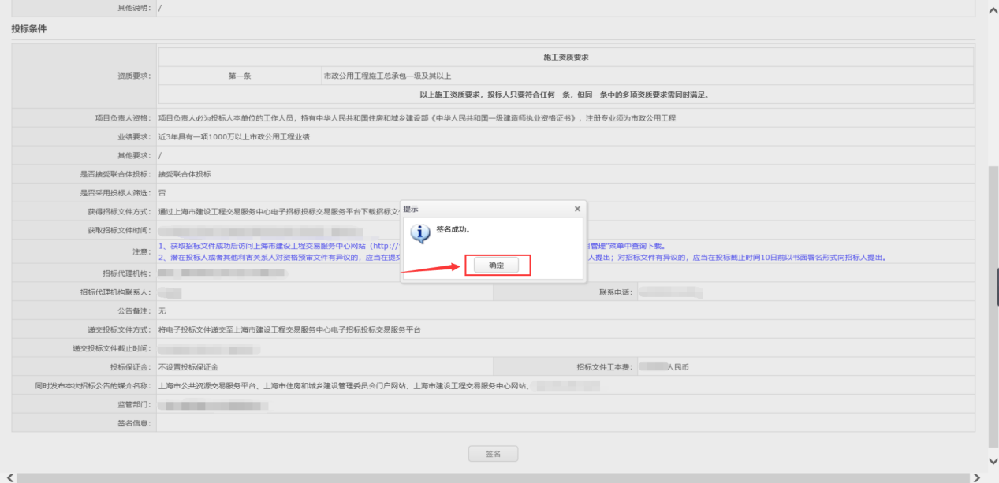 其他说明： /
投标条件
施工资质要求
资质要求： 第一条 市政公用工程施工总承包一级及其以上
以上施工资质要求，投标人只要符合任何一条，但同一条中的多项资质要求需同时满足。
项目负责人资格： 项目负责人必为投标人本单位的工作人员，持有中华人民共和国住房和城乡建设部《中华人民共和国一级建造师执业资格证书》，注册专业须为市政公用工程
业绩要求： 近3年具有一项1000万以上市政公用工程业绩
其他要求： /
是否接受联合体投标： 接受联合体投标
是否采用投标人筛选： 否
获得招标文件方式： 通过上海市建设工程交易服务中心电子招标投标交易服务平台下载招标文
获取招标文件时间：
注意： 1、获取招标文件成功后访问上海市建设工程交易服务中心网站（http:/ 管理"菜单中查询下载。
2、潜在投标人或者其他利害关系人对资格预审文件有异议的，应当在提交 人提出；对招标文件有异议的，应当在投标截止时间10日前以书面署名形式向招标人提出。
提示
签名成功。
确定
招标代理机构：
招标代理机构联系人： 联系电话：
公告备注： 无
递交投标文件方式： 将电子投标文件递交至上海市建设工程交易服务中心电子招标投标交易服务平台
递交投标文件截止时间：
投标保证金： 不设置投标保证金 招标文件工本费： 人民币
同时发布本次招标公告的媒介名称： 上海市公共资源交易服务平台、上海市住房和城乡建设管理委员会门户网站、上海市建设工程交易服务中心网站、
监管部门：
签名信息：
签名